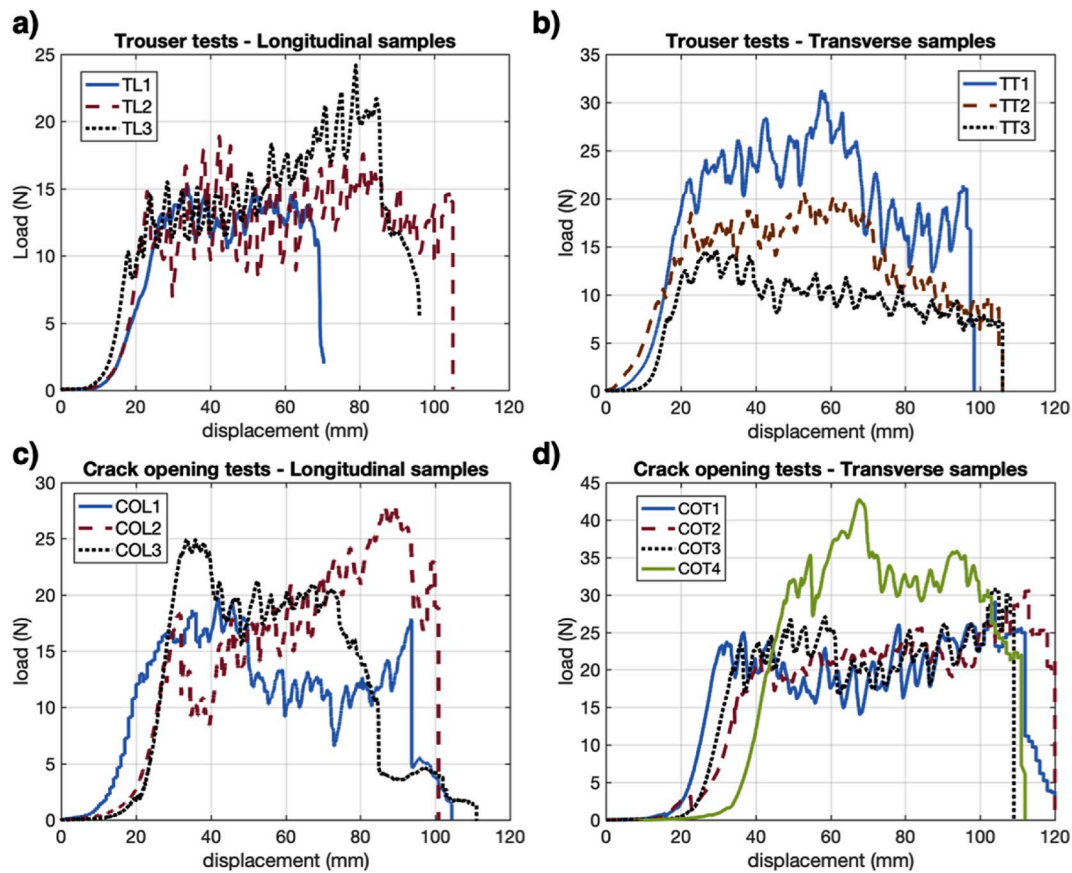 a)
Trouser tests - Longitudinal samples
25
20
15
10
5
0
Load (N)
TL1
TL2
TL3
0 20 40 60 80 100 120
displacement (mm)
b)
Trouser tests - Transverse samples
35
30
25
20
15
10
5
0
load (N)
TT1
TT2
TT3
0 20 40 60 80 100 120
displacement (mm)
c)
Crack opening tests - Longitudinal samples
30
25
20
15
10
5
0
load (N)
COL1
COL2
COL3
0 20 40 60 80 100 120
displacement (mm)
d)
Crack opening tests - Transverse samples
45
40
35
30
25
20
15
10
5
0
load (N)
COT1
COT2
COT3
COT4
0 20 40 60 80 100 120
displacement (mm)